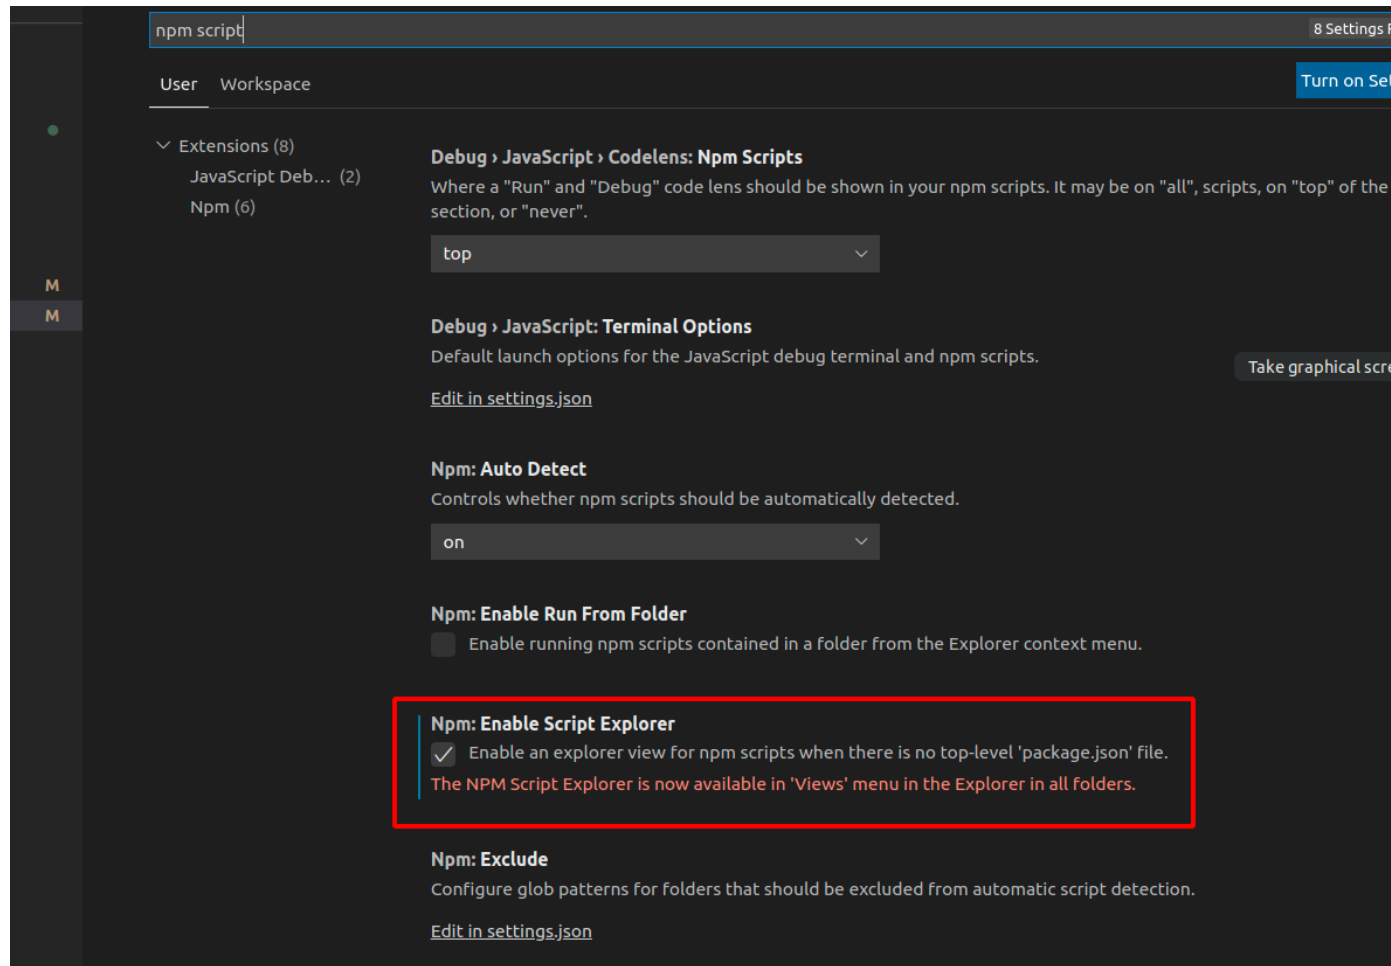 npm script
8 Settings F
User Workspace
Turn on Set
Extensions (8)
JavaScript Deb... (2)
Npm (6)
Debug › JavaScript › Codelens: Npm Scripts
Where a "Run" and "Debug" code lens should be shown in your npm scripts. It may be on "all", scripts, on "top" of the
section, or "never".
top
M
M
Debug › JavaScript: Terminal Options
Default launch options for the JavaScript debug terminal and npm scripts.
Take graphical scre
Edit in settings.json
Npm: Auto Detect
Controls whether npm scripts should be automatically detected.
on
Npm: Enable Run From Folder
Enable running npm scripts contained in a folder from the Explorer context menu.
Npm: Enable Script Explorer
Enable an explorer view for npm scripts when there is no top-level 'package.json' file.
The NPM Script Explorer is now available in 'Views' menu in the Explorer in all folders.
Npm: Exclude
Configure glob patterns for folders that should be excluded from automatic script detection.
Edit in settings.json